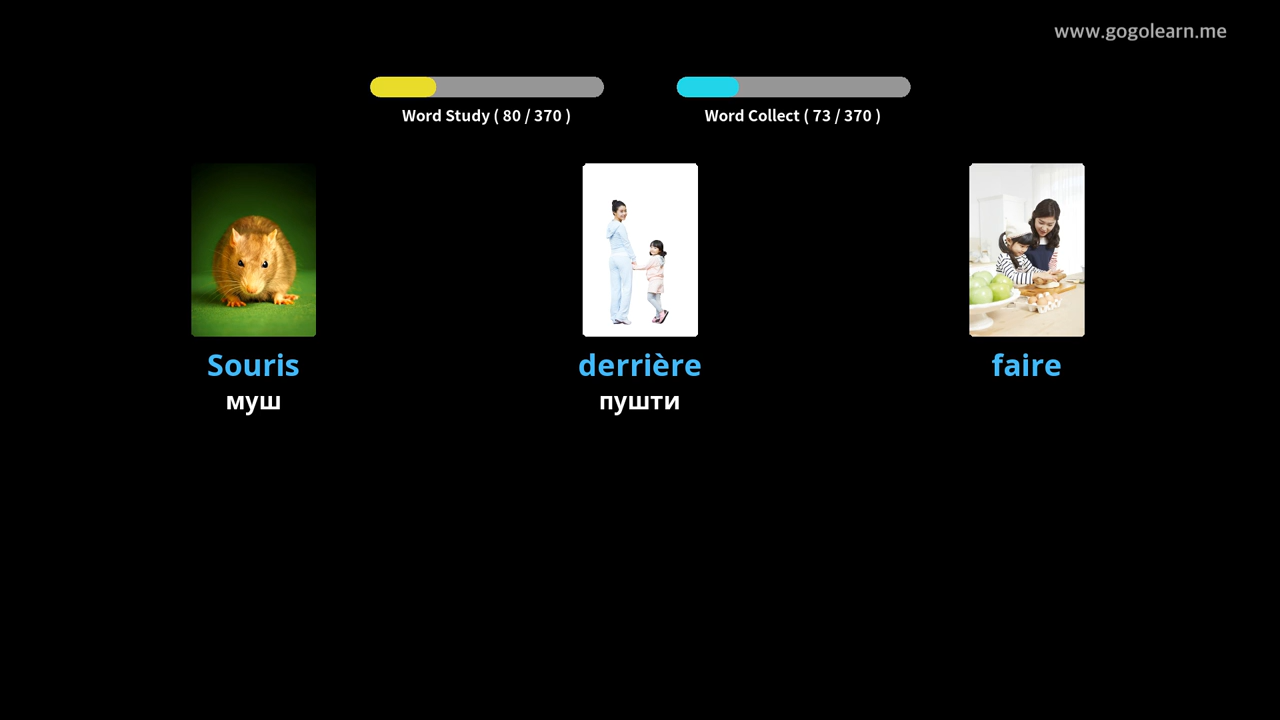 www.gogolearn.me
Word Study ( 80 / 370 )
Word Collect ( 73 / 370 )
Souris
муш
derrière
пушти
faire